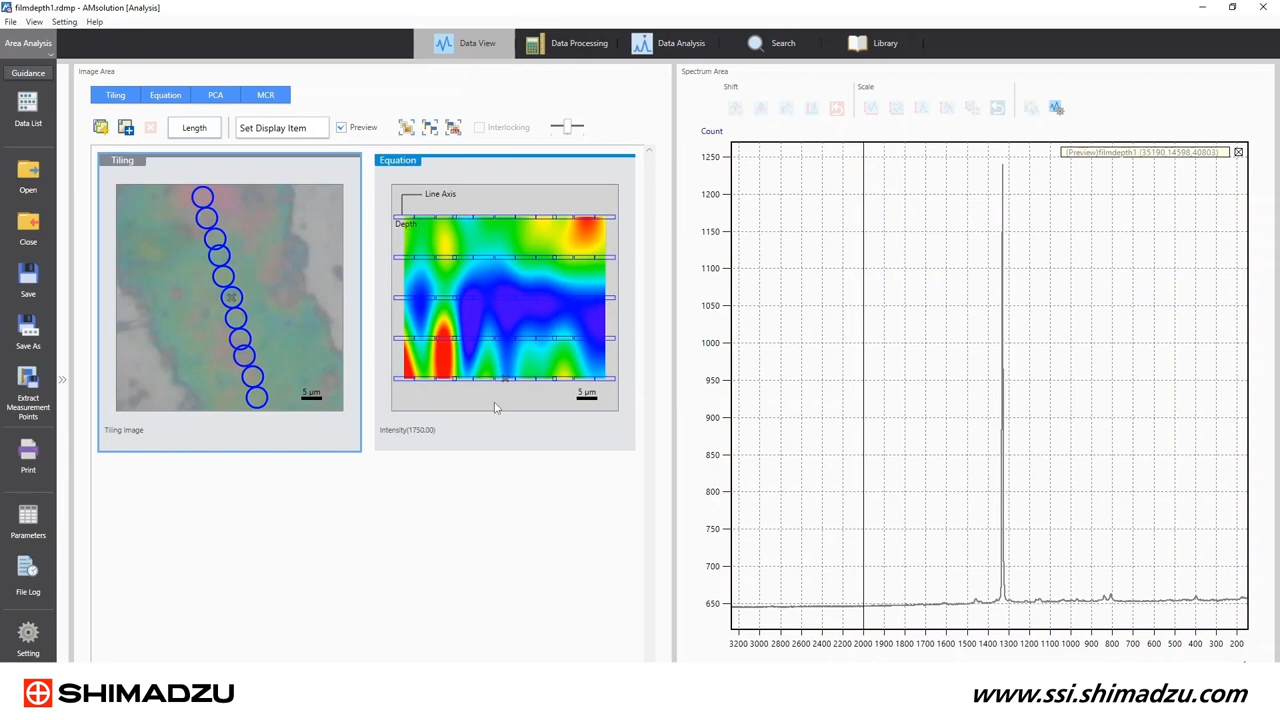 filmdepth1.rdmp - AMsolution [Analysis]
File View Setting Help
Area Analysis
Data View
Data Processing
Data Analysis
Search
Library
Guidance
Data List
Open
Close
Save
Save As
Extract
Measurement
Points
Print
Parameters
File Log
Setting
Image Area
Tiling Equation PCA MCR
Length
Set Display Item
Preview
Interlocking
Tiling
5 µm
Tiling Image
Equation
Line Axis
Depth
5 µm
Intensity(1750.00)
Spectrum Area
Shift
Scale
Count
(Preview)filmdepth1 (35190,14598,40803)
1250
1200
1150
1100
1050
1000
950
900
850
800
750
700
650
3200 3000 2800 2600 2400 2200 2000 1900 1800 1700 1600 1500 1400 1300 1200 1100 1000 900 800 700 600 500 400 300 200
SHIMADZU
www.ssi.shimadzu.com